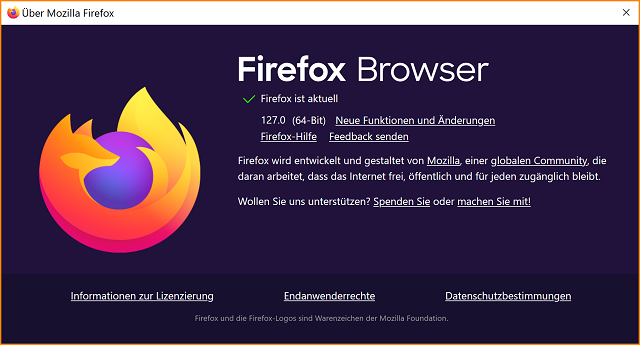 Über Mozilla Firefox
Firefox Browser
Firefox ist aktuell
127.0 (64-Bit) Neue Funktionen und Änderungen
Firefox-Hilfe Feedback senden
Firefox wird entwickelt und gestaltet von Mozilla, einer globalen Community, die
daran arbeitet, dass das Internet frei, öffentlich und für jeden zugänglich bleibt.
Wollen Sie uns unterstützen? Spenden Sie oder machen Sie mit!
Informationen zur Lizenzierung Endanwenderrechte Datenschutzbestimmungen
Firefox und die Firefox-Logos sind Warenzeichen der Mozilla Foundation.